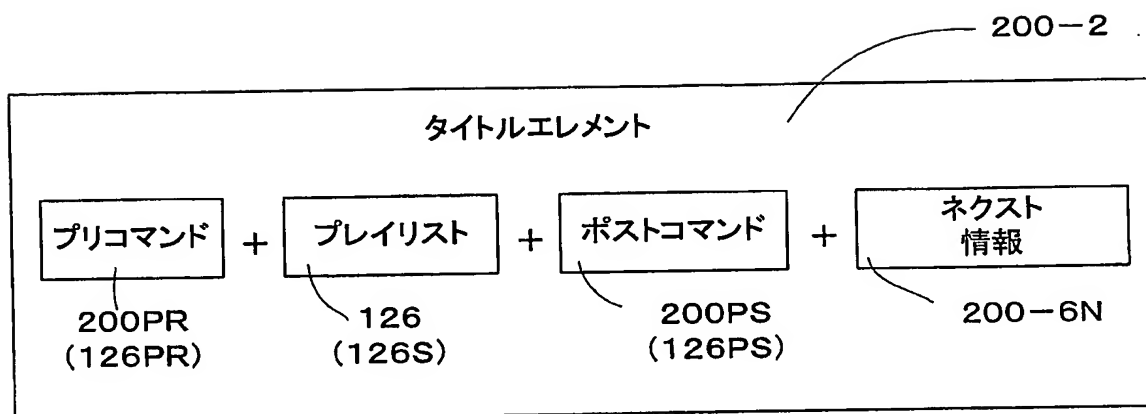 200-2
タイトルエレメント
プリコマンド + プレイリスト + ポストコマンド + ネクスト
情報
200PR 126 200PS 200-6N
(126PR) (126S) (126PS)